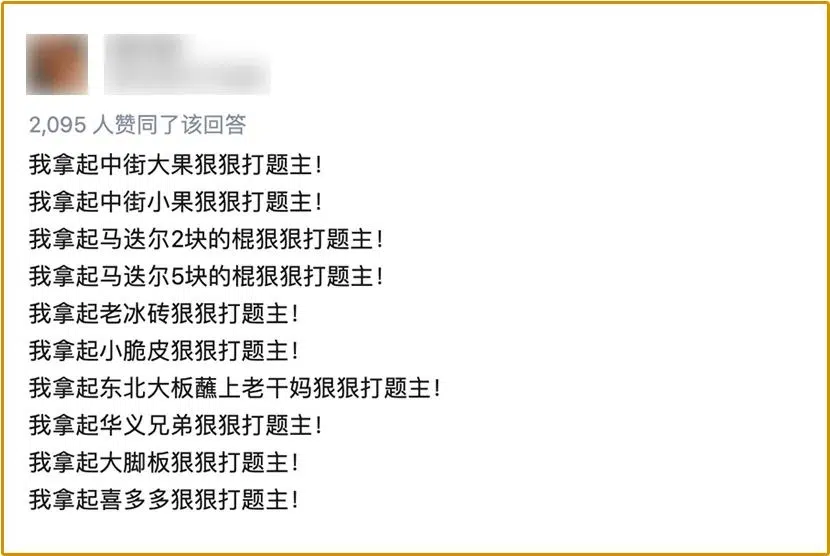 2,095 人赞同了该回答
我拿起中街大果狠狠打题主！
我拿起中街小果狠狠打题主！
我拿起马迭尔2块的棍狠狠打题主！
我拿起马迭尔5块的棍狠狠打题主！
我拿起老冰砖狠狠打题主！
我拿起小脆皮狠狠打题主！
我拿起东北大板蘸上老干妈狠狠打题主！
我拿起华义兄弟狠狠打题主！
我拿起大脚板狠狠打题主！
我拿起喜多多狠狠打题主！